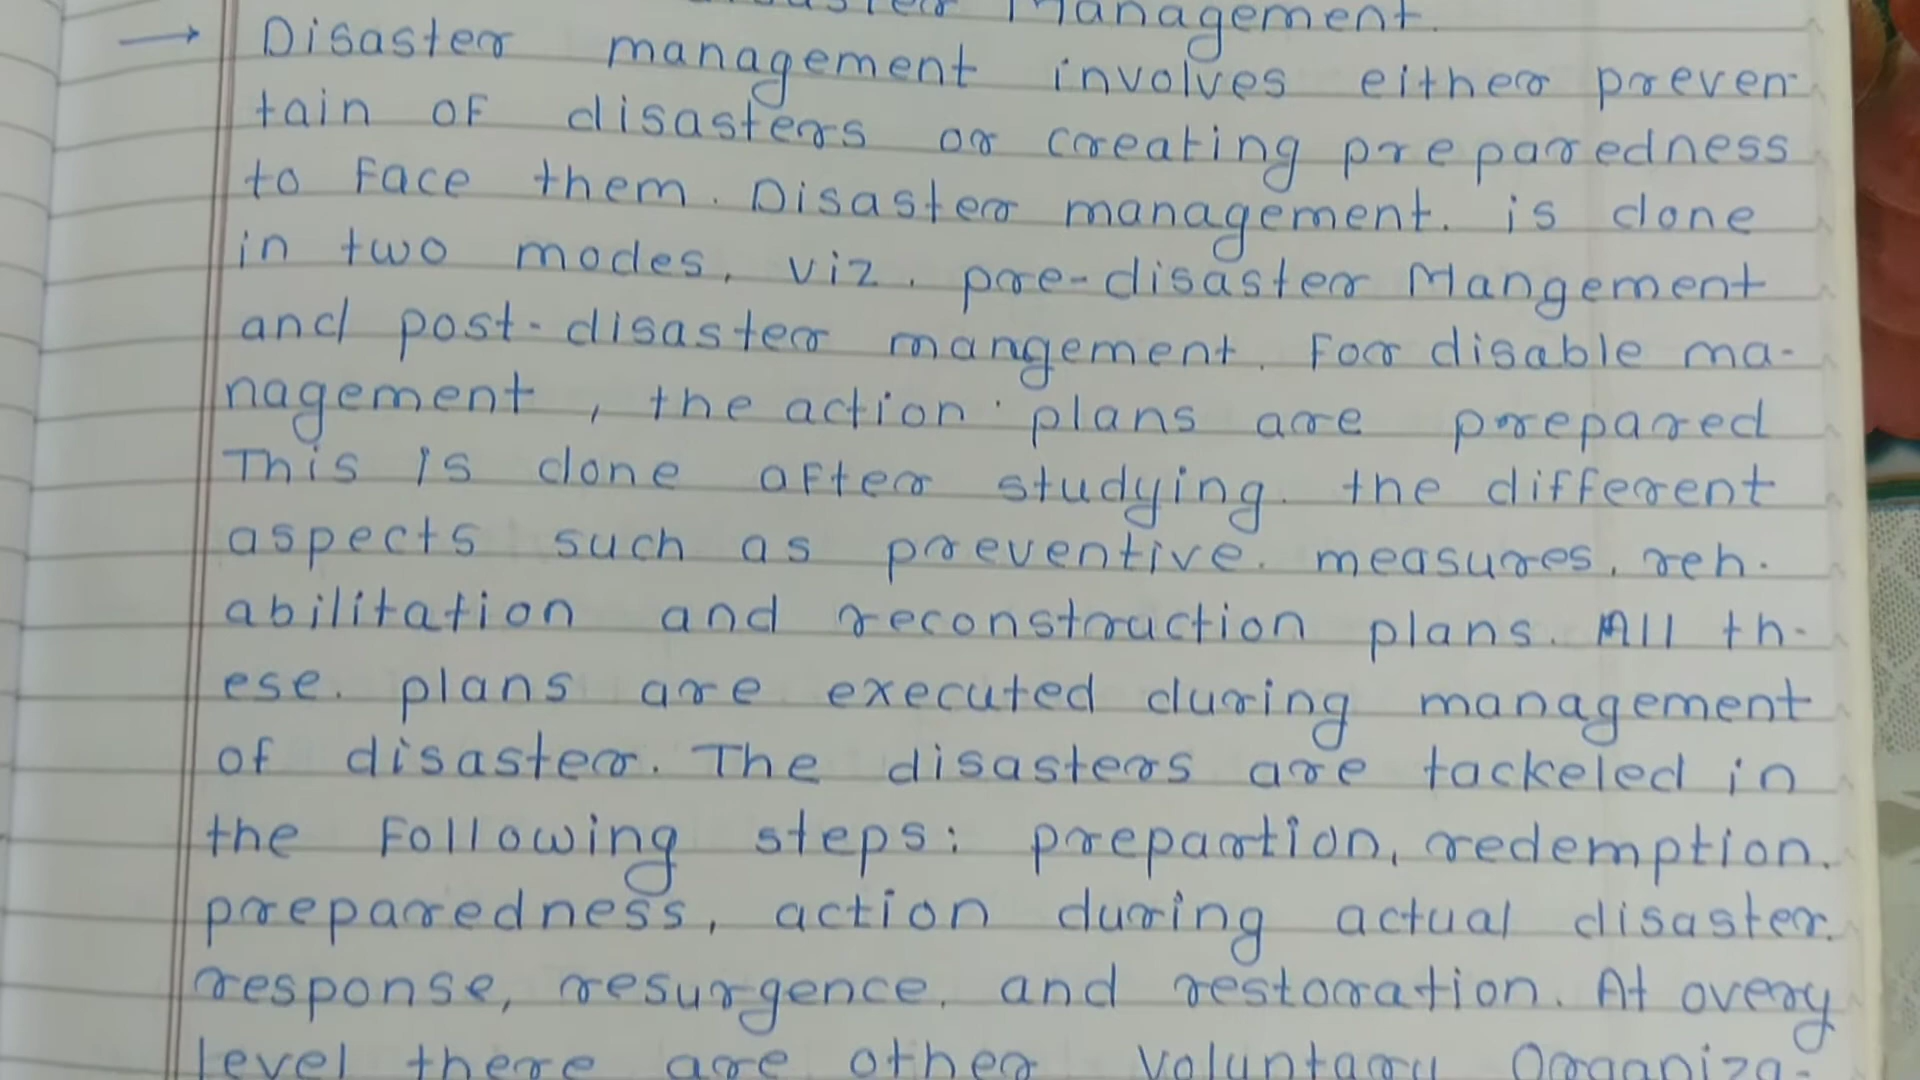 Management.
→ Disaster management involves either preven-
tain of disasters or creating preparedness
to face them. Disaster management. is done
in two modes, viz. pre-disaster Mangement
and post-disaster mangement. For disable ma-
nagement, the action plans are prepared
This is done after studying. the different
aspects such as preventive. measures, reh-
abilitation and reconstruction plans. All th-
ese. plans are executed during management
of disaster. The disasters are tackeled in
the following steps: prepartion, redemption.
preparedness, action during actual disaster.
response, resurgence, and restoration. At overy
level there are other voluntary Organiza-